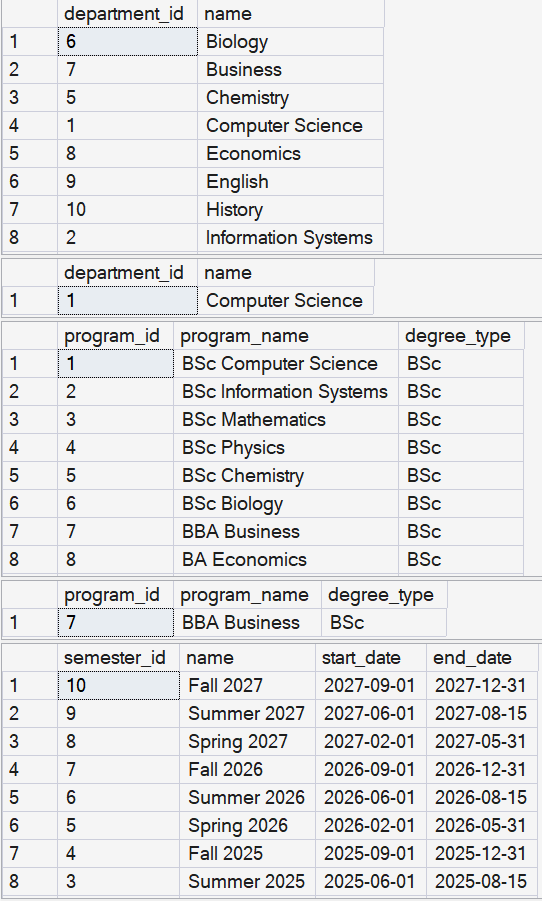 department_id name
1 6 Biology
2 7 Business
3 5 Chemistry
4 1 Computer Science
5 8 Economics
6 9 English
7 10 History
8 2 Information Systems
department_id name
1 1 Computer Science
program_id program_name degree_type
1 1 BSc Computer Science BSc
2 2 BSc Information Systems BSc
3 3 BSc Mathematics BSc
4 4 BSc Physics BSc
5 5 BSc Chemistry BSc
6 6 BSc Biology BSc
7 7 BBA Business BSc
8 8 BA Economics BSc
program_id program_name degree_type
1 7 BBA Business BSc
semester_id name start_date end_date
1 10 Fall 2027 2027-09-01 2027-12-31
2 9 Summer 2027 2027-06-01 2027-08-15
3 8 Spring 2027 2027-02-01 2027-05-31
4 7 Fall 2026 2026-09-01 2026-12-31
5 6 Summer 2026 2026-06-01 2026-08-15
6 5 Spring 2026 2026-02-01 2026-05-31
7 4 Fall 2025 2025-09-01 2025-12-31
8 3 Summer 2025 2025-06-01 2025-08-15